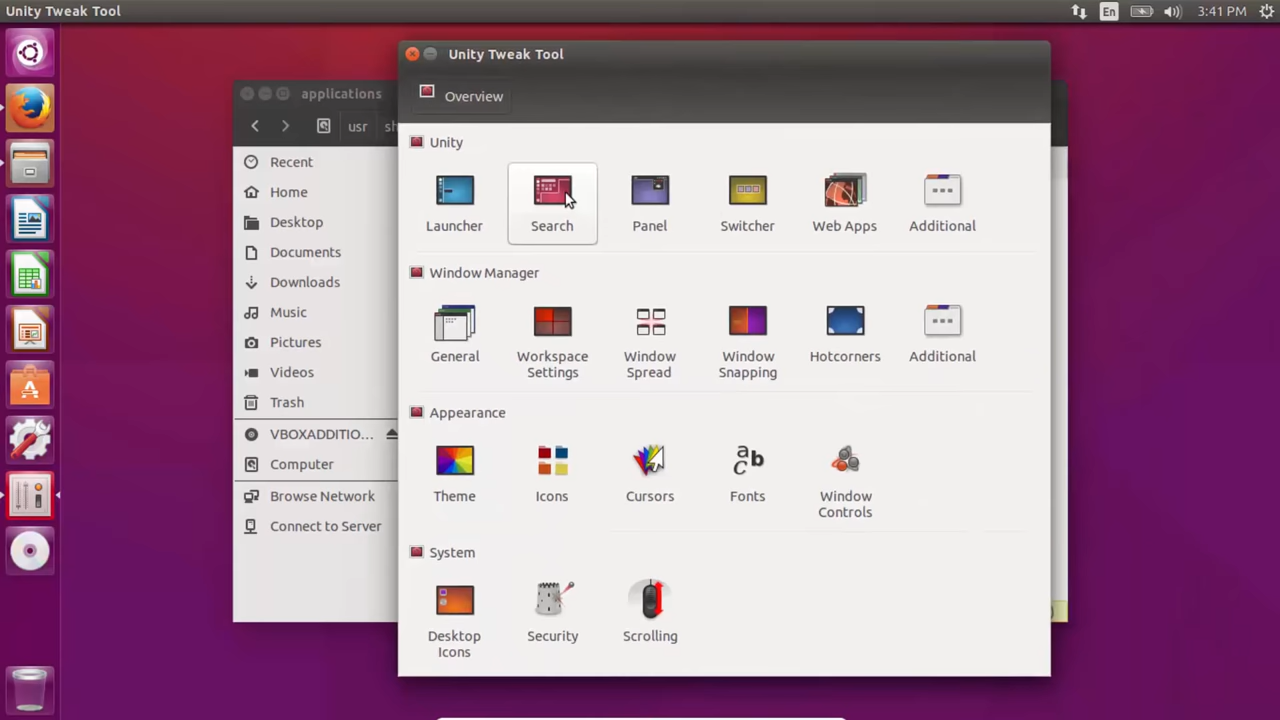 Unity Tweak Tool
En
3:41 PM
Unity Tweak Tool
Overview
applications
usr
Recent
Home
Desktop
Documents
Downloads
Music
Pictures
Videos
Trash
VBOXADDITIO...
Computer
Browse Network
Connect to Server
Unity
Launcher
Search
Panel
Switcher
Web Apps
Additional
Window Manager
General
Workspace
Settings
Window
Spread
Window
Snapping
Hotcorners
Additional
Appearance
Theme
Icons
Cursors
Fonts
Window
Controls
System
Desktop
Icons
Security
Scrolling